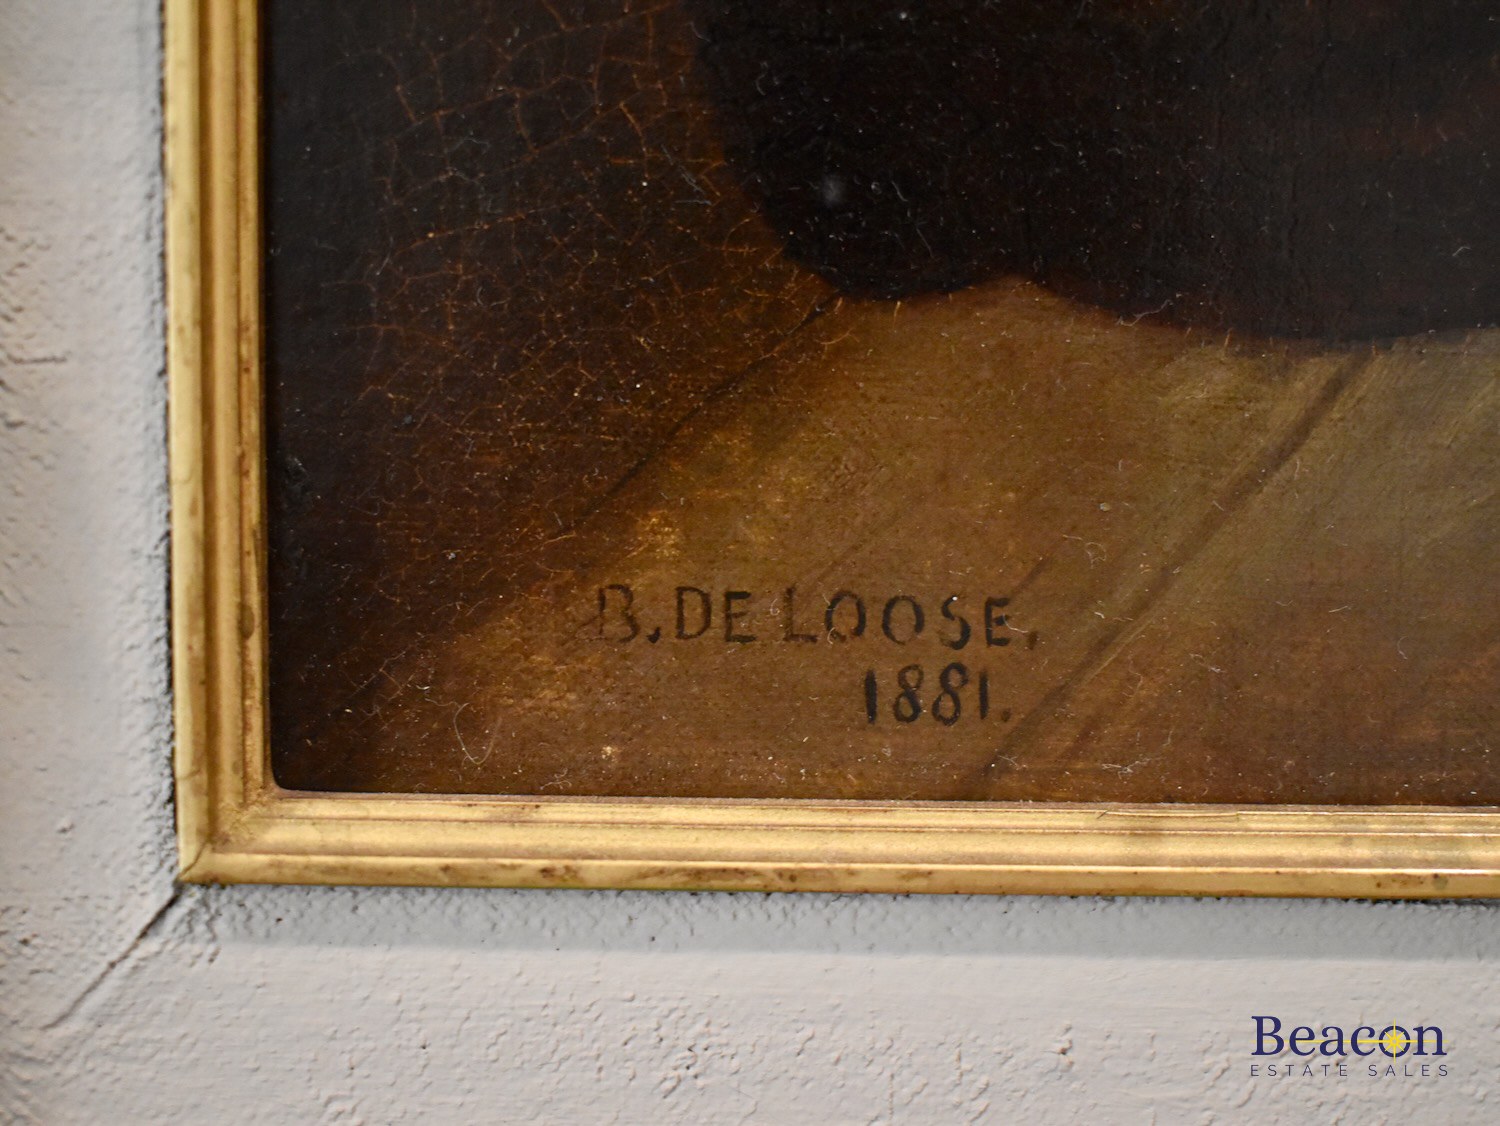 B. DE LOOSE.
1881.
Beacon
ESTATE SALES